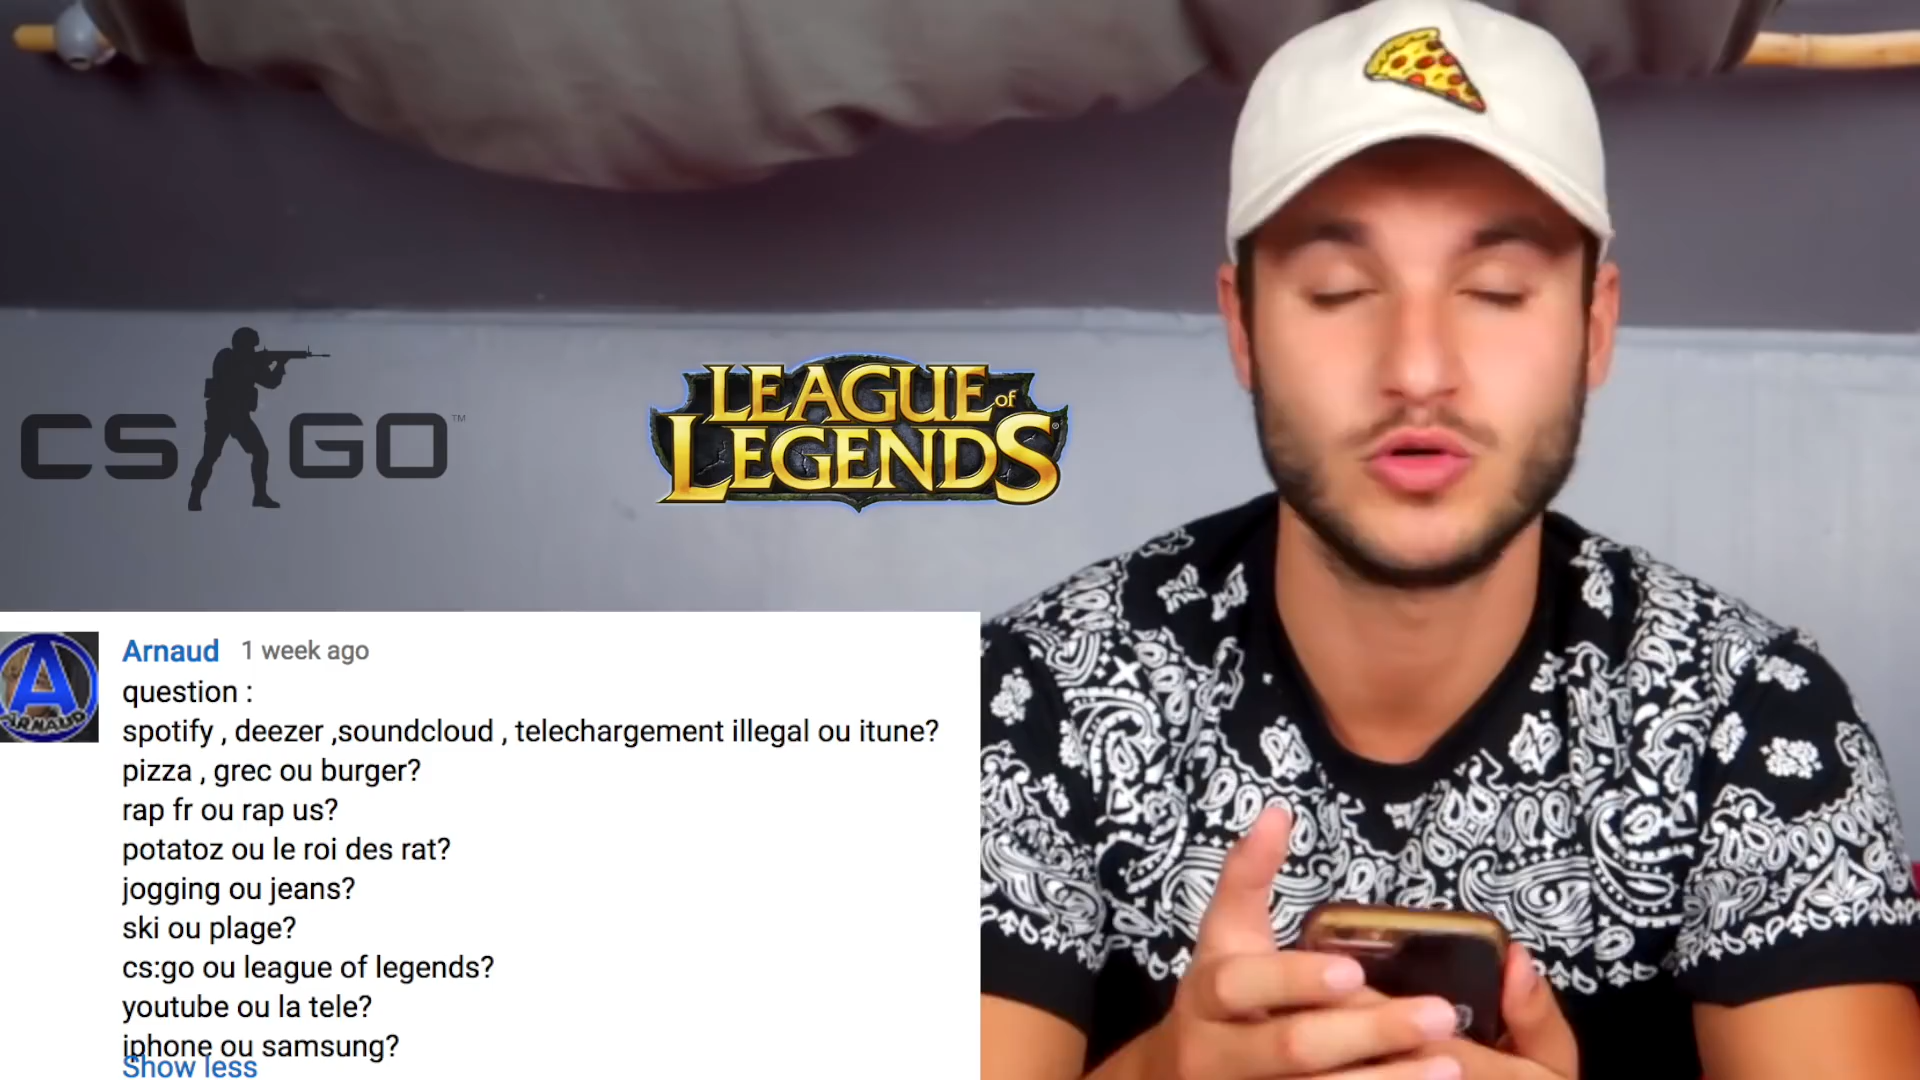 CS GO™
LEAGUE of
LEGENDS®
ARNAUD
Arnaud 1 week ago
question :
spotify , deezer ,soundcloud , telechargement illegal ou itune?
pizza , grec ou burger?
rap fr ou rap us?
potatoz ou le roi des rat?
jogging ou jeans?
ski ou plage?
cs:go ou league of legends?
youtube ou la tele?
iphone ou samsung?
Show less